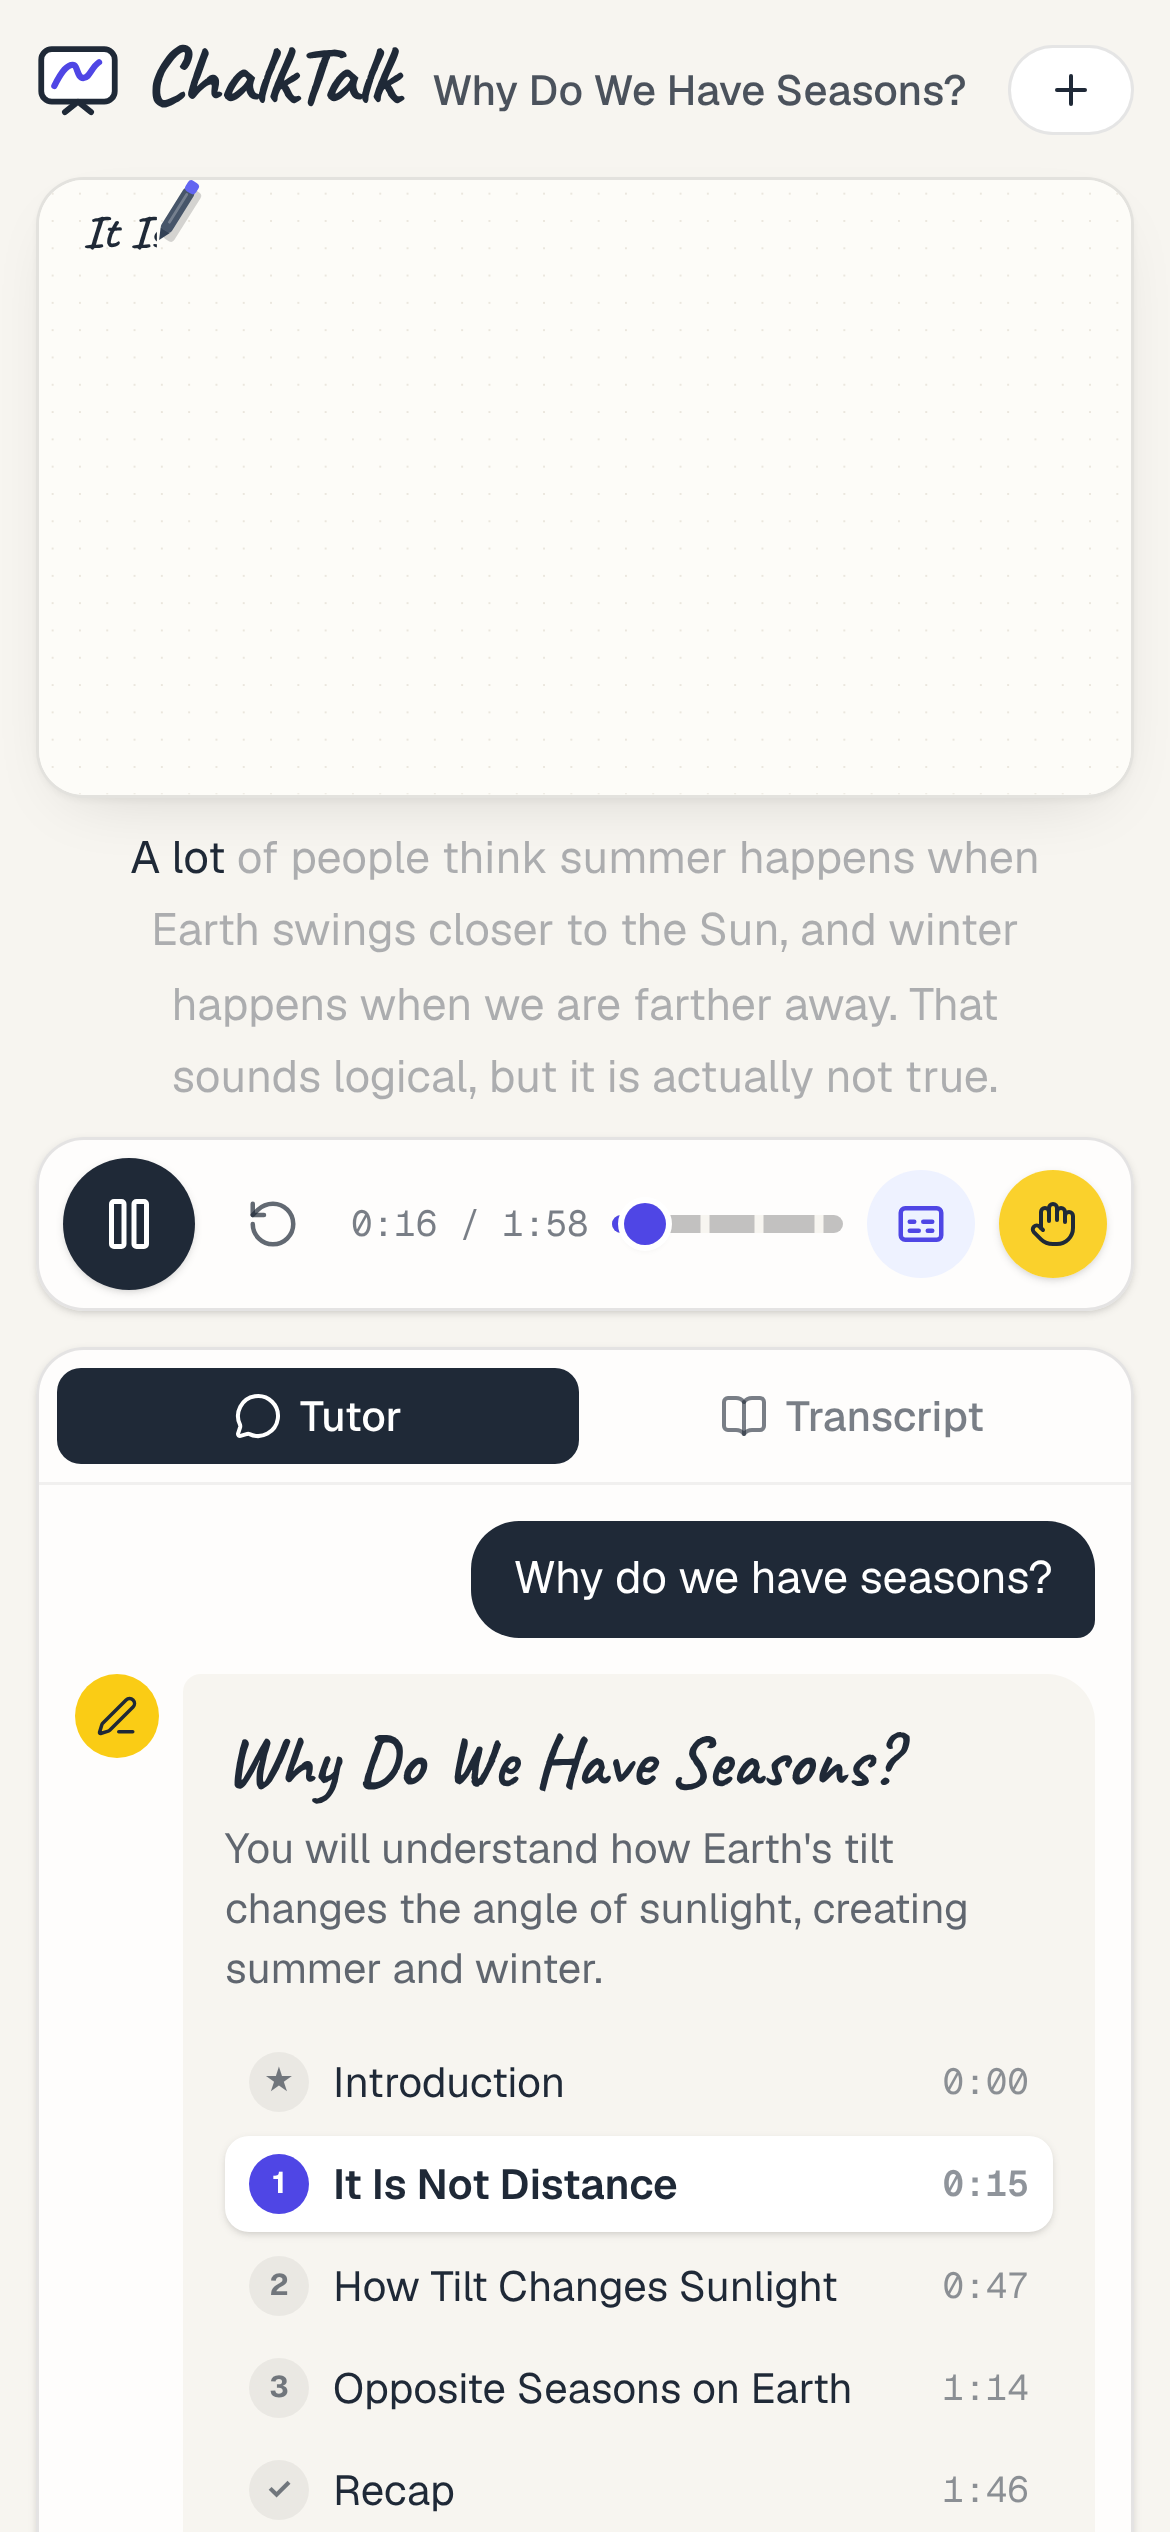 ChalkTalk Why Do We Have Seasons?
It Is
A lot of people think summer happens when
Earth swings closer to the Sun, and winter
happens when we are farther away. That
sounds logical, but it is actually not true.
0:16 / 1:58
Tutor Transcript
Why do we have seasons?
Why Do We Have Seasons?
You will understand how Earth's tilt
changes the angle of sunlight, creating
summer and winter.
Introduction 0:00
1 It Is Not Distance 0:15
2 How Tilt Changes Sunlight 0:47
3 Opposite Seasons on Earth 1:14
Recap 1:46